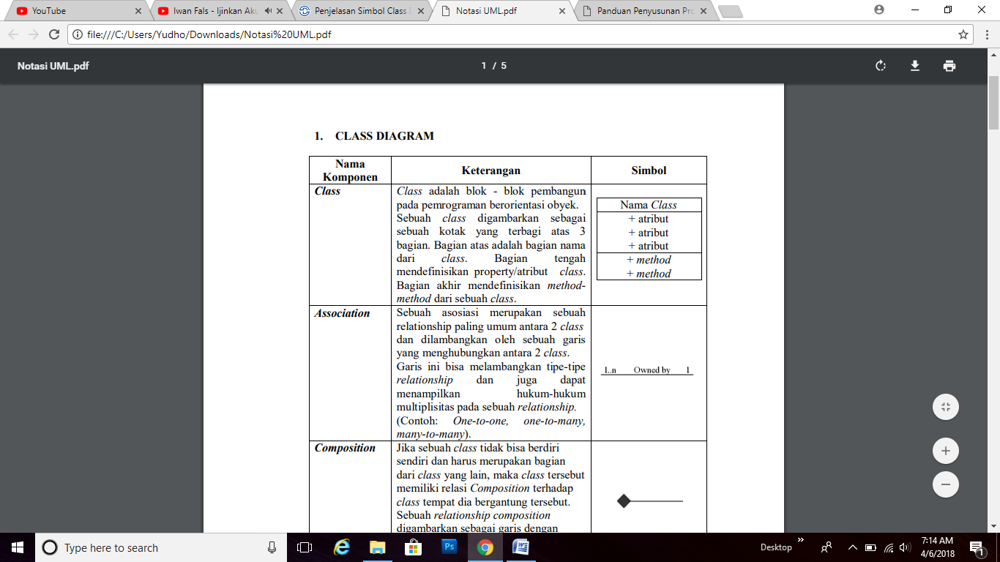 YouTube
Iwan Fals - Ijinkan Aku
Penjelasan Simbol Class
Notasi UML.pdf
Panduan Penyusunan Pro
file:///C:/Users/Yudho/Downloads/Notasi%20UML.pdf
Notasi UML.pdf
1 / 5
1. CLASS DIAGRAM
Nama
Komponen
Keterangan
Simbol
Class
Class adalah blok - blok pembangun
pada pemrograman berorientasi obyek.
Sebuah class digambarkan sebagai
sebuah kotak yang terbagi atas 3
bagian. Bagian atas adalah bagian nama
dari class. Bagian tengah
mendefinisikan property/atribut class.
Bagian akhir mendefinisikan method-
method dari sebuah class.
Nama Class
+ atribut
+ atribut
+ atribut
+ method
+ method
Association
Sebuah asosiasi merupakan sebuah
relationship paling umum antara 2 class
dan dilambangkan oleh sebuah garis
yang menghubungkan antara 2 class.
Garis ini bisa melambangkan tipe-tipe
relationship dan juga dapat
menampilkan hukum-hukum
multiplisitas pada sebuah relationship.
(Contoh: One-to-one, one-to-many,
many-to-many).
1..n Owned by 1
Composition
Jika sebuah class tidak bisa berdiri
sendiri dan harus merupakan bagian
dari class yang lain, maka class tersebut
memiliki relasi Composition terhadap
class tempat dia bergantung tersebut.
Sebuah relationship composition
digambarkan sebagai garis dengan
Type here to search
Ps
Desktop
7:14 AM
4/6/2018
1